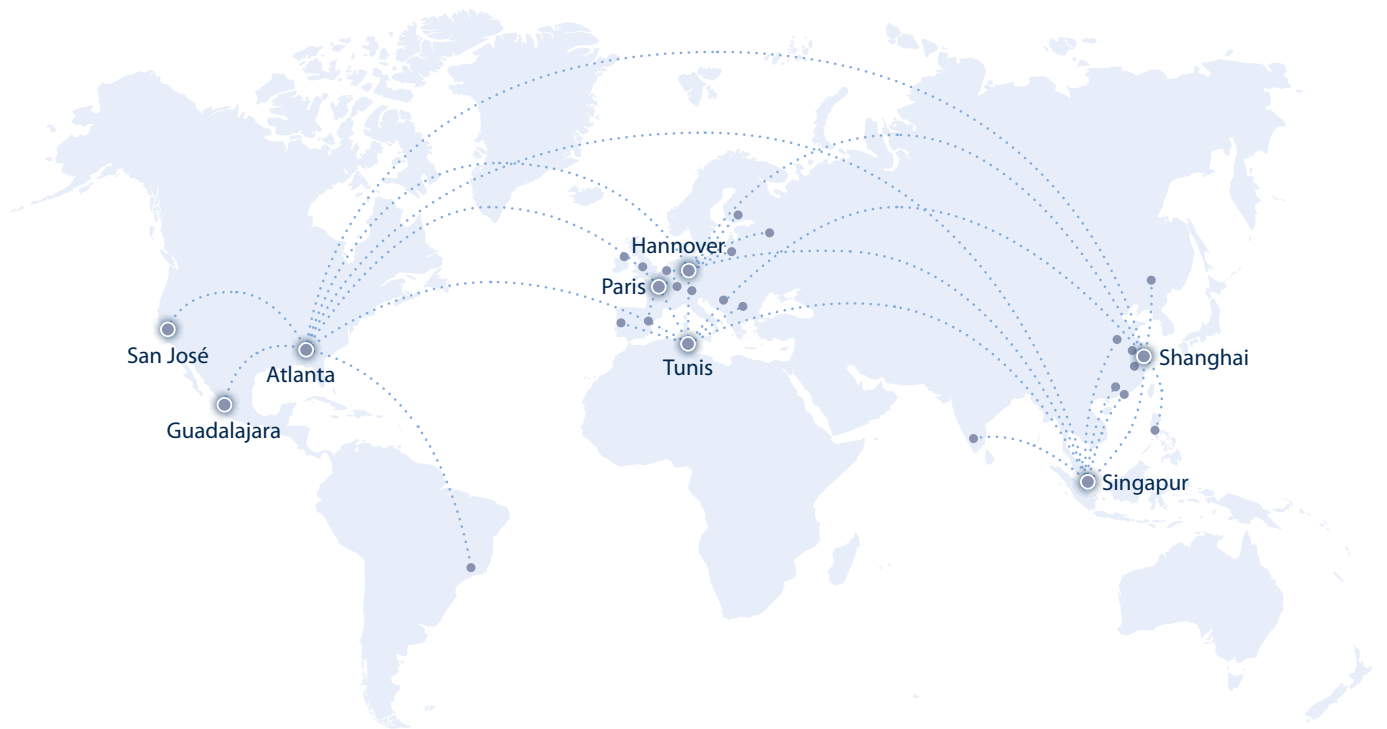 Hannover
Paris
San José
Atlanta
Tunis
Shanghai
Guadalajara
Singapur